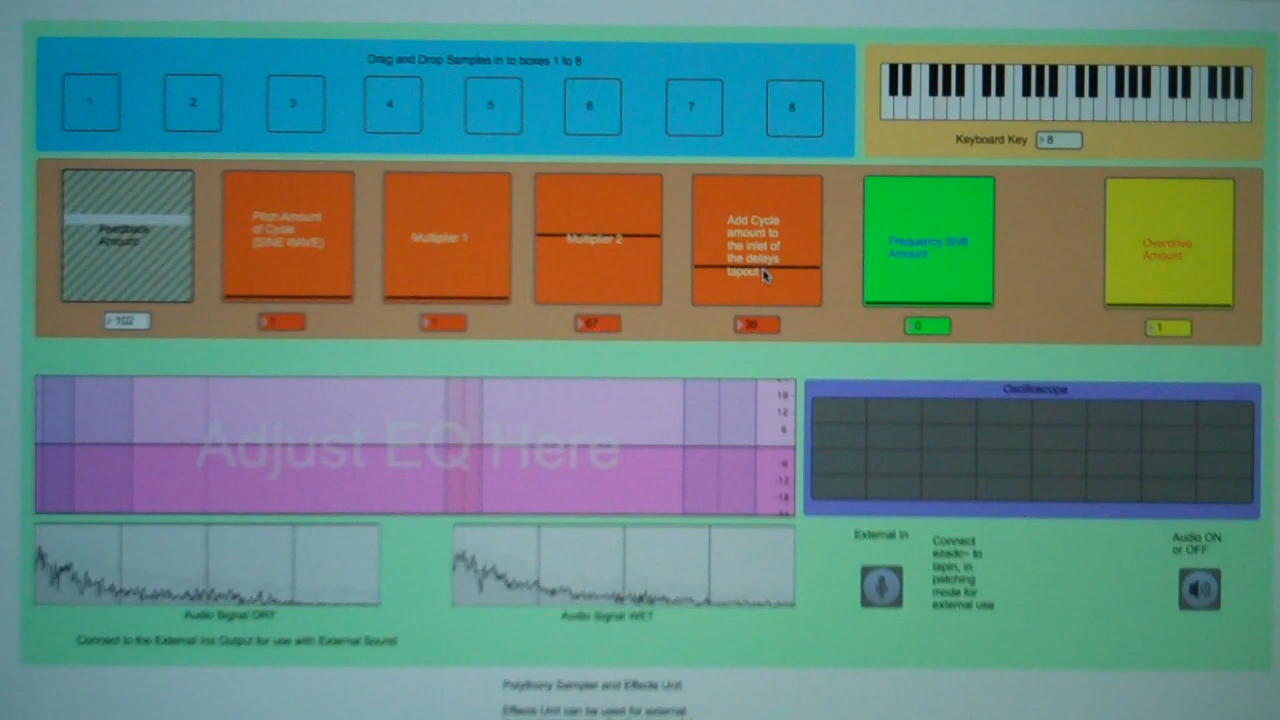 Drag and Drop Samples in to boxes 1 to 8
1 2 3 4 5 6 7 8
Keyboard Key 8
Feedback
Amount
Pitch Amount
of Cycle
(SINE WAVE)
Multiplier 1
Multiplier 2
Add Cycle
amount to
the inlet of
the delays
tapout
Frequency Shift
Amount
Overdrive
Amount
102
67
36
0
1
Adjust EQ Here
18
12
6
-6
-12
-18
Oscilloscope
External In
Connect
ezadc~ to
tapin, in
patching
mode for
external use
Audio ON
or OFF
Audio Signal DRY
Audio Signal WET
Connect to the External Ins Output for use with External Sound
Polythony Sampler and Effects Unit
Effects Unit can be used for external